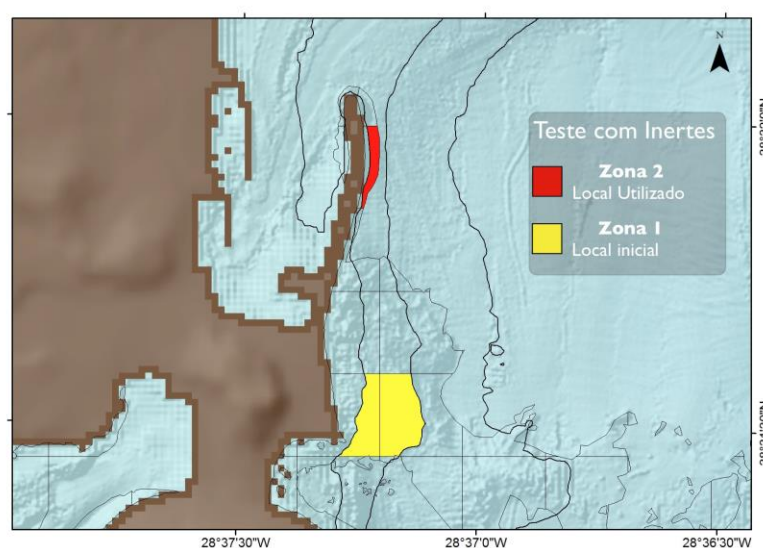 N
Teste com Inertes
Zona 2
Local Utilizado
Zona 1
Local inicial
28°37'30"W
28°37'0"W
28°36'30"W